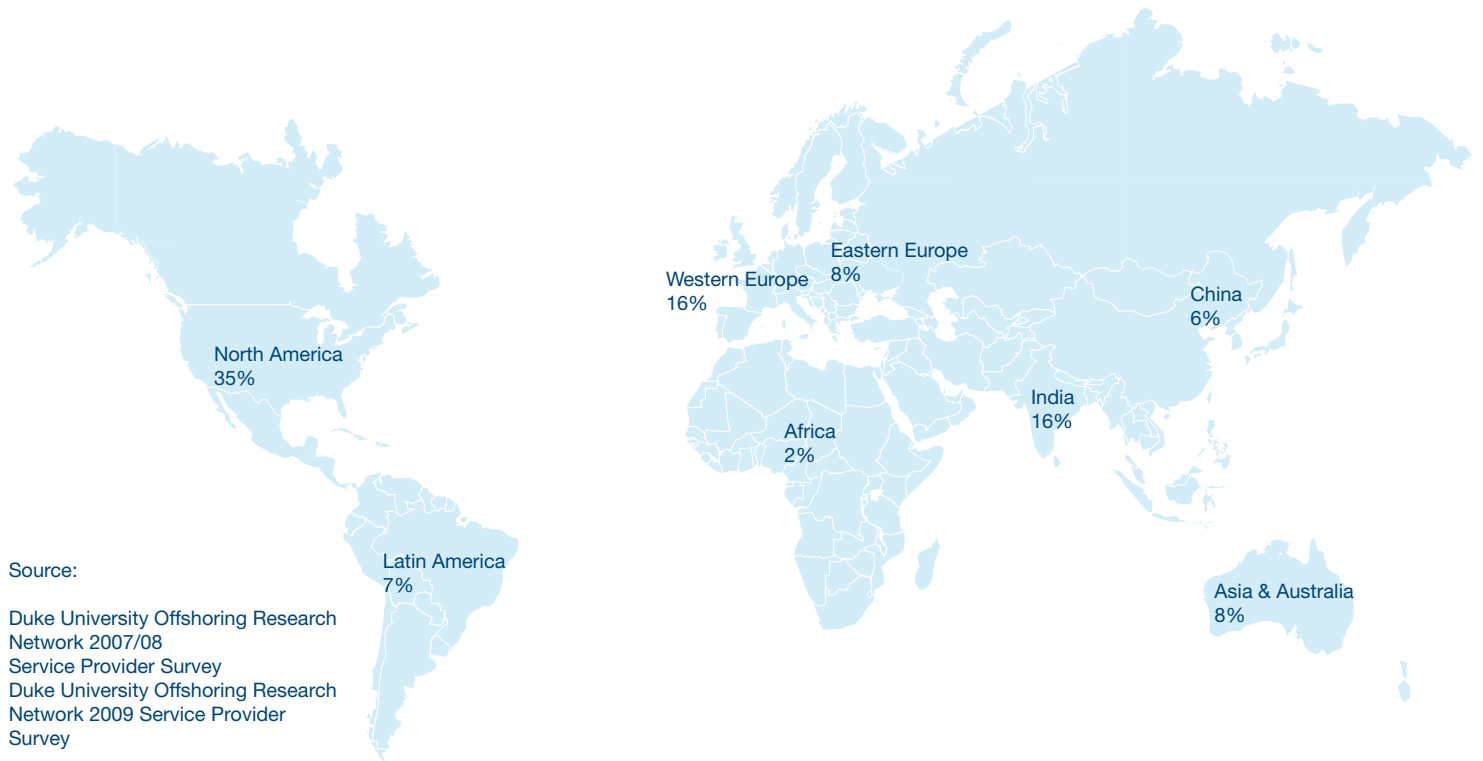 Eastern Europe
8%
Western Europe
16%
China
6%
North America
35%
India
16%
Africa
2%
Latin America
7%
Asia & Australia
8%
Source:
Duke University Offshoring Research
Network 2007/08
Service Provider Survey
Duke University Offshoring Research
Network 2009 Service Provider
Survey